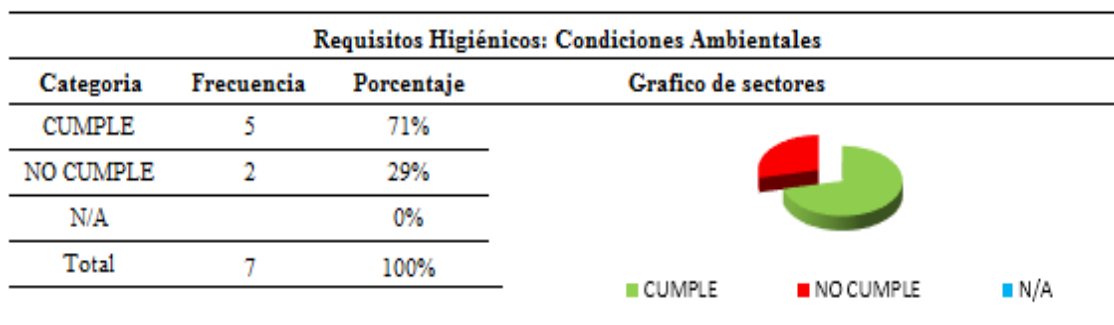 Requisitos Higiénicos: Condiciones Ambientales
Categoria Frecuencia Porcentaje Grafico de sectores
CUMPLE 5 71%
NO CUMPLE 2 29%
N/A 0%
Total 7 100%
CUMPLE NO CUMPLE N/A